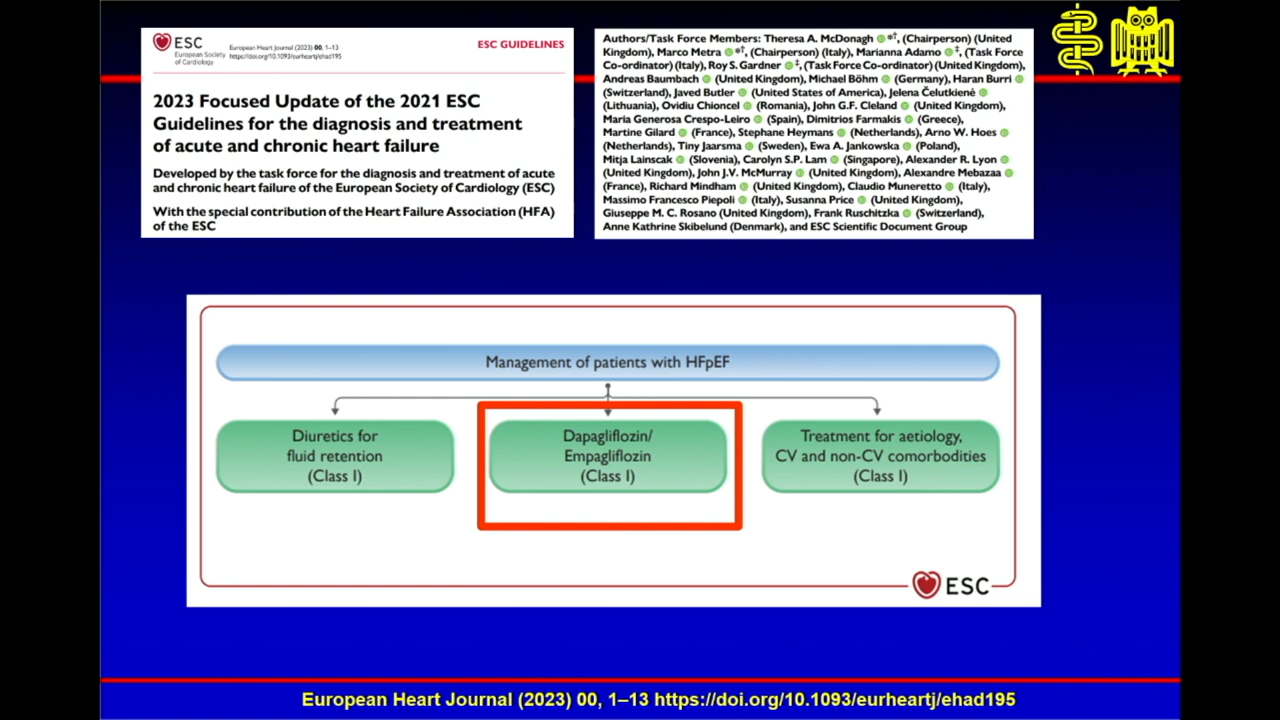 ESC
European Society
of Cardiology
European Heart Journal (2023) 00, 1–13
https://doi.org/10.1093/eurheartj/ehad195
ESC GUIDELINES
2023 Focused Update of the 2021 ESC
Guidelines for the diagnosis and treatment
of acute and chronic heart failure
Developed by the task force for the diagnosis and treatment of acute
and chronic heart failure of the European Society of Cardiology (ESC)
With the special contribution of the Heart Failure Association (HFA)
of the ESC
Authors/Task Force Members: Theresa A. McDonagh *†, (Chairperson) (United
Kingdom), Marco Metra *†, (Chairperson) (Italy), Marianna Adamo ‡, (Task Force
Co-ordinator) (Italy), Roy S. Gardner ‡, (Task Force Co-ordinator) (United Kingdom),
Andreas Baumbach (United Kingdom), Michael Böhm (Germany), Haran Burri
(Switzerland), Javed Butler (United States of America), Jelena Čelutkienė
(Lithuania), Ovidiu Chioncel (Romania), John G.F. Cleland (United Kingdom),
Maria Generosa Crespo-Leiro (Spain), Dimitrios Farmakis (Greece),
Martine Gilard (France), Stephane Heymans (Netherlands), Arno W. Hoes
(Netherlands), Tiny Jaarsma (Sweden), Ewa A. Jankowska (Poland),
Mitja Lainscak (Slovenia), Carolyn S.P. Lam (Singapore), Alexander R. Lyon
(United Kingdom), John J.V. McMurray (United Kingdom), Alexandre Mebazaa
(France), Richard Mindham (United Kingdom), Claudio Muneretto (Italy),
Massimo Francesco Piepoli (Italy), Susanna Price (United Kingdom),
Giuseppe M. C. Rosano (United Kingdom), Frank Ruschitzka (Switzerland),
Anne Kathrine Skibelund (Denmark), and ESC Scientific Document Group
Management of patients with HFpEF
Diuretics for
fluid retention
(Class I)
Dapagliflozin/
Empagliflozin
(Class I)
Treatment for aetiology,
CV and non-CV comorbodities
(Class I)
ESC
European Heart Journal (2023) 00, 1–13 https://doi.org/10.1093/eurheartj/ehad195